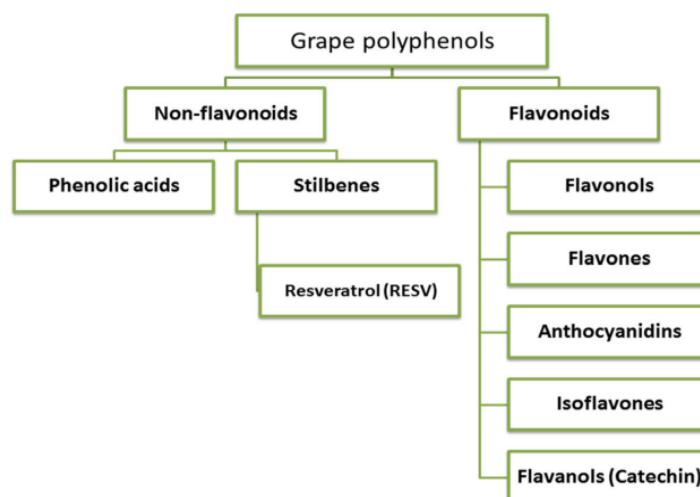 Grape polyphenols
Non-flavonoids
Flavonoids
Phenolic acids
Stilbenes
Flavonols
Flavones
Resveratrol (RESV)
Anthocyanidins
Isoflavones
Flavanols (Catechin)